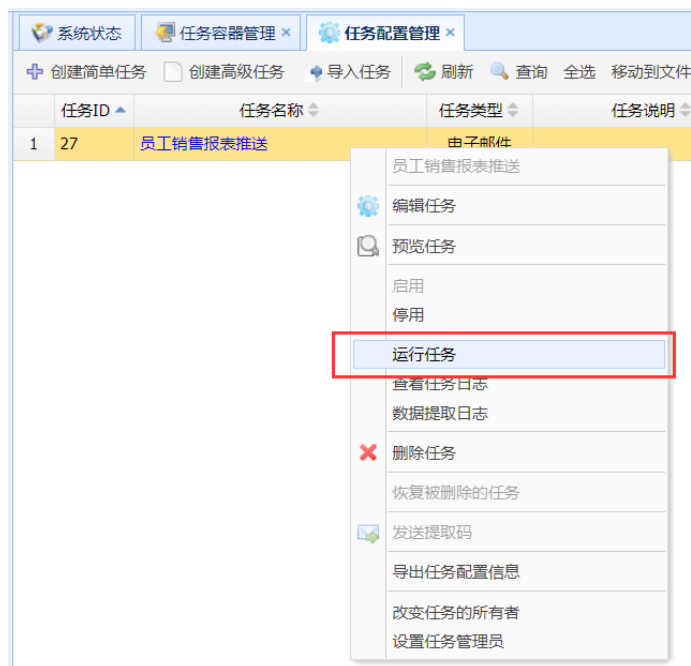 系统状态 任务容器管理 × 任务配置管理 ×
创建简单任务 创建高级任务 导入任务 刷新 查询 全选 移动到文件
任务ID 任务名称 任务类型 任务说明
1 27 员工销售报表推送 电子邮件
员工销售报表推送
编辑任务
预览任务
启用
停用
运行任务
查看任务日志
数据提取日志
删除任务
恢复被删除的任务
发送提取码
导出任务配置信息
改变任务的所有者
设置任务管理员